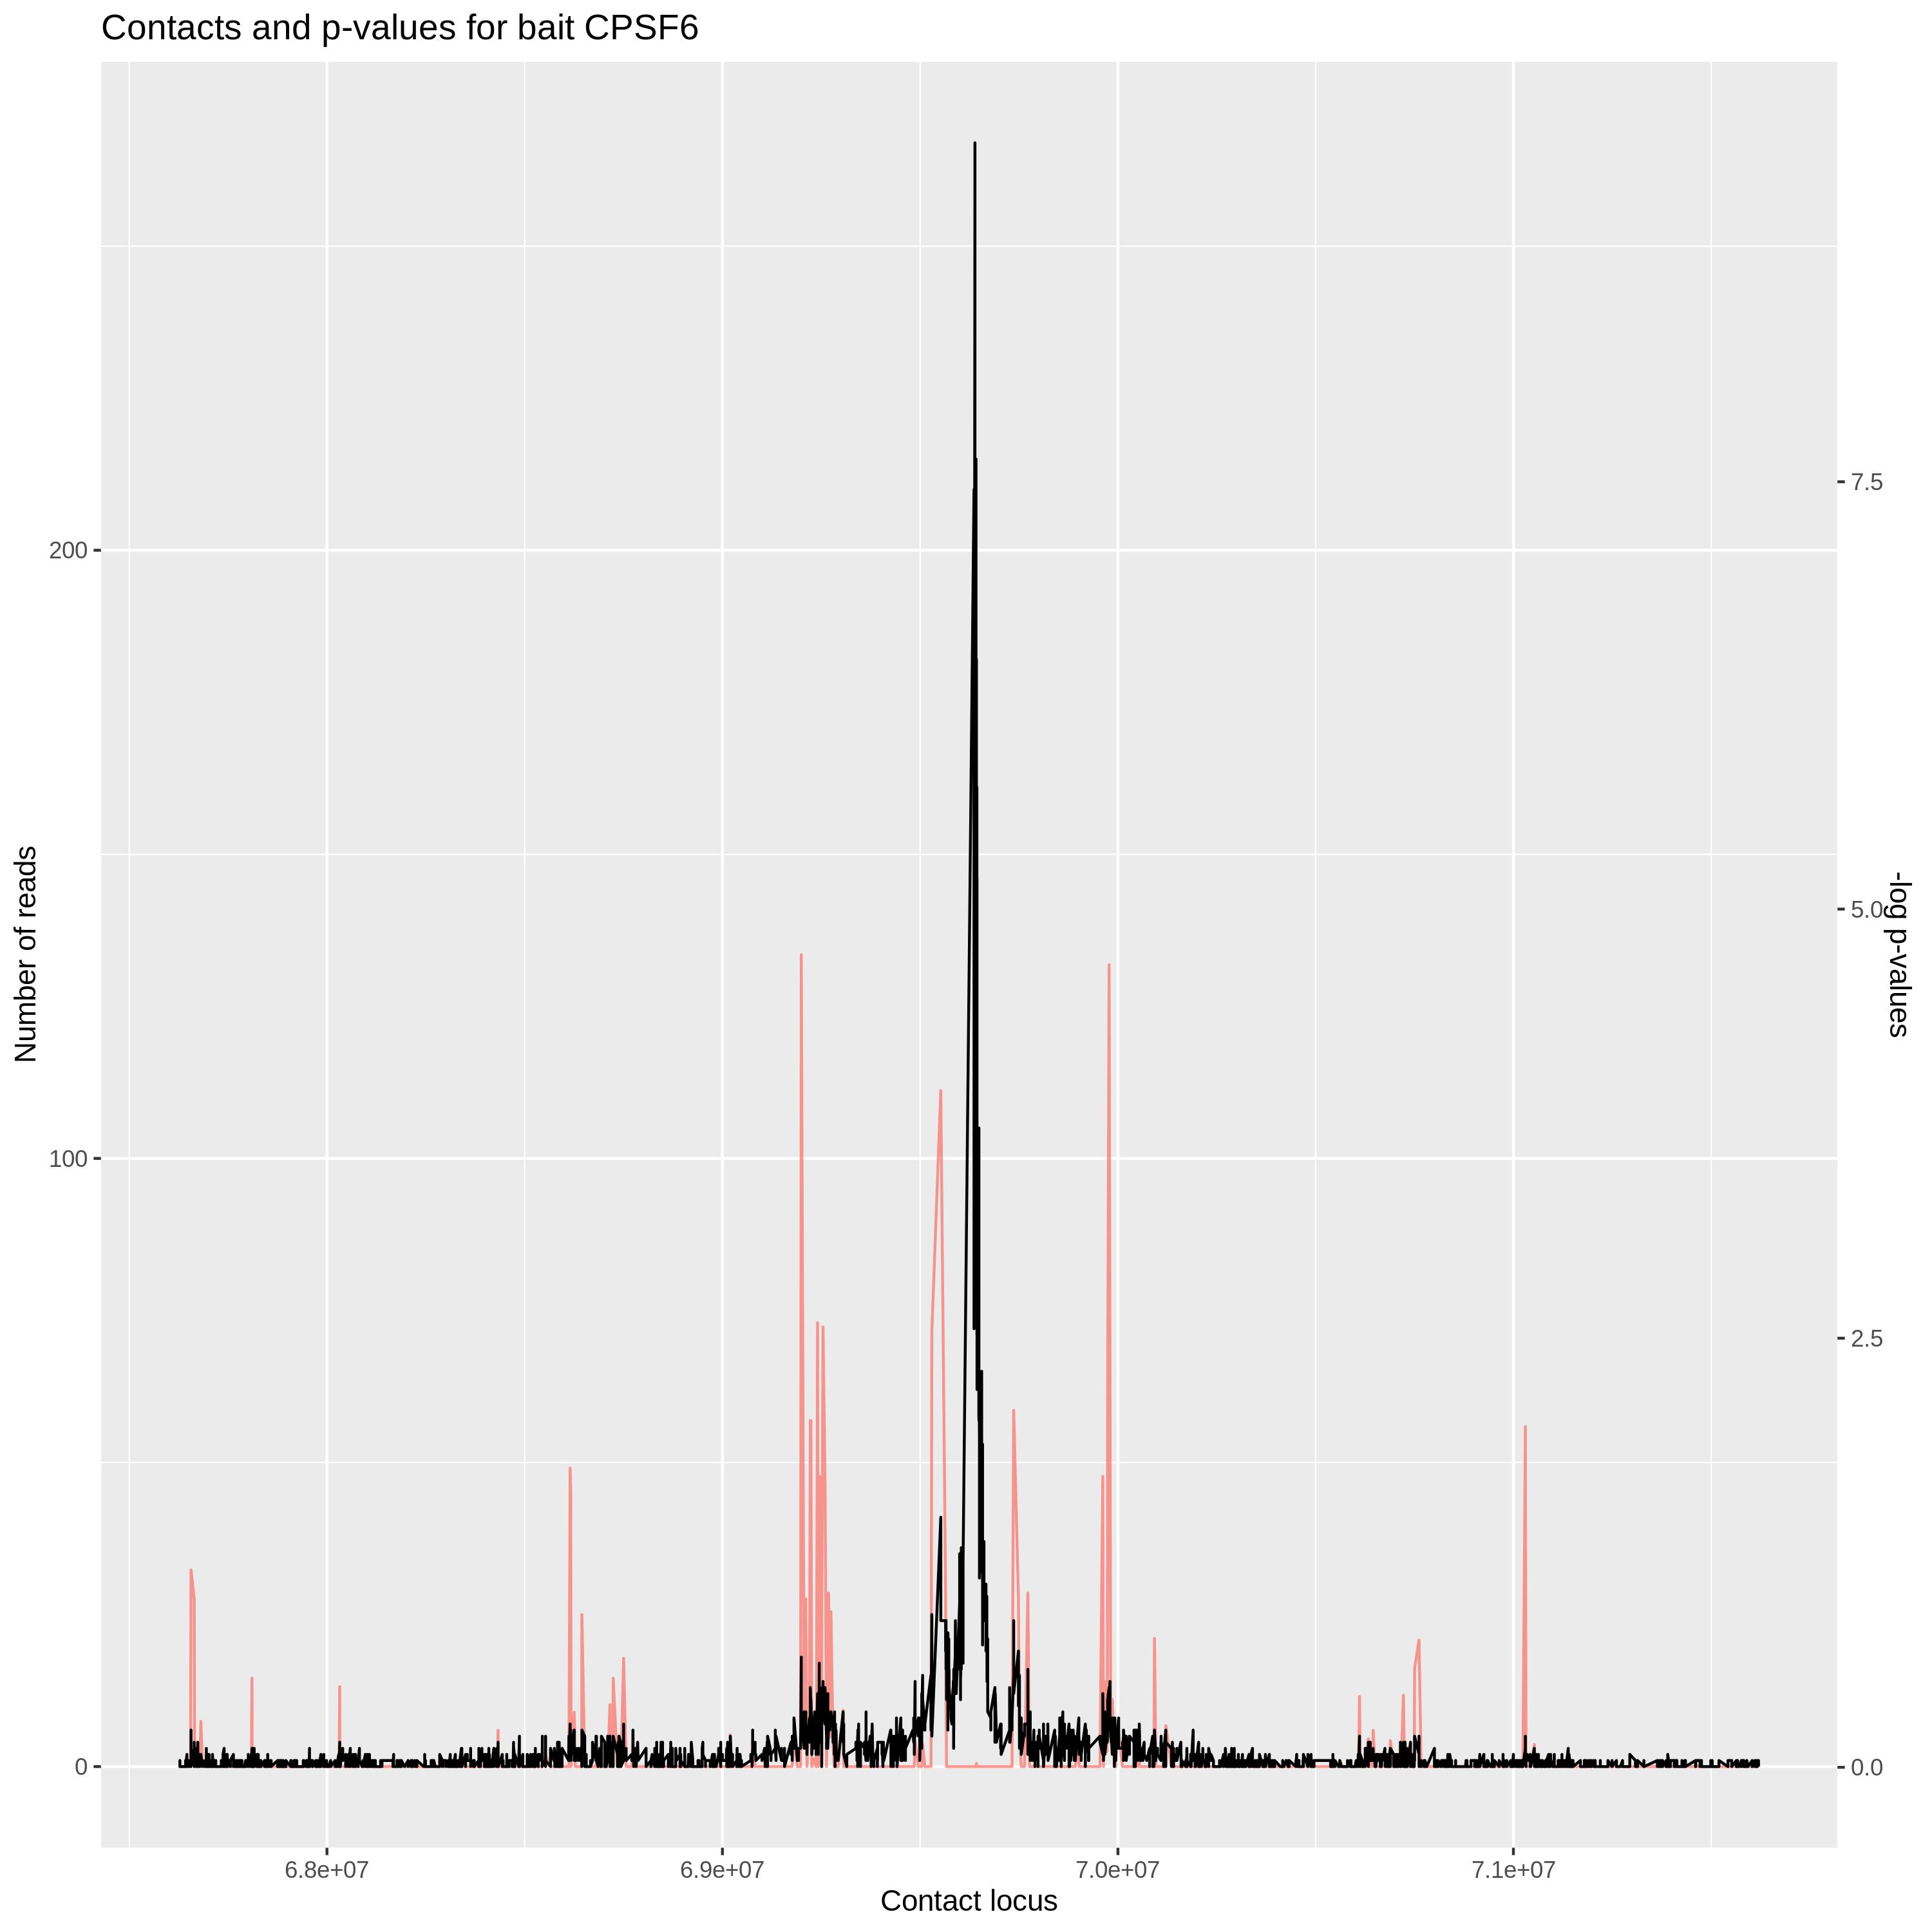 Contacts and p-values for bait CPSF6
Number of reads
200
100
0
7.5
5.0
2.5
0.0
-log p-values
6.8e+07 6.9e+07 7.0e+07 7.1e+07
Contact locus